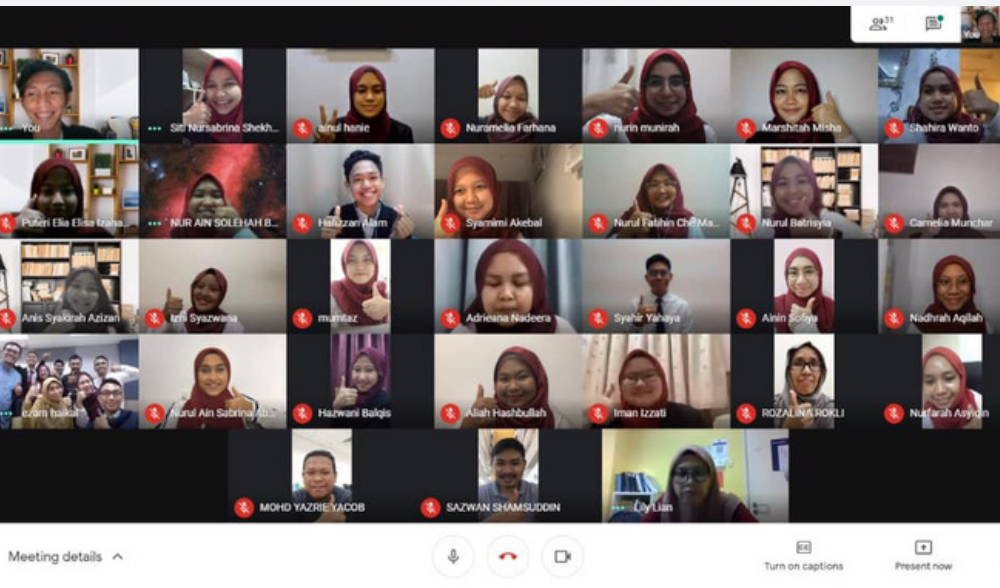 31
You
You
Siti Nursabrina Shekh...
ainul hanie
Nuramelia Farhana
nurin munirah
Marshitah Misha
Shahira Wanto
Puteri Elia Elisa Izaha...
NUR AIN SOLEHAH B...
Hafizzan Alam
Syamimi Akebal
Nurul Fatihin Che Ma...
Nurul Batrisyia
Camelia Munchar
Anis Syakirah Azizan
Izni Syazwana
mumtaz
Adrieana Nadeera
Syahir Yahaya
Ainin Sofiya
Nadhrah Aqilah
ezam haikal
Nurul Ain Sabrina Ab...
Hazwani Balqis
Aliah Hashbullah
Iman Izzati
ROZALINA ROKLI
Nurfarah Asyiqin
MOHD YAZRIE YACOB
SAZWAN SHAMSUDDIN
Lily Lian
Meeting details
Turn on captions
Present now